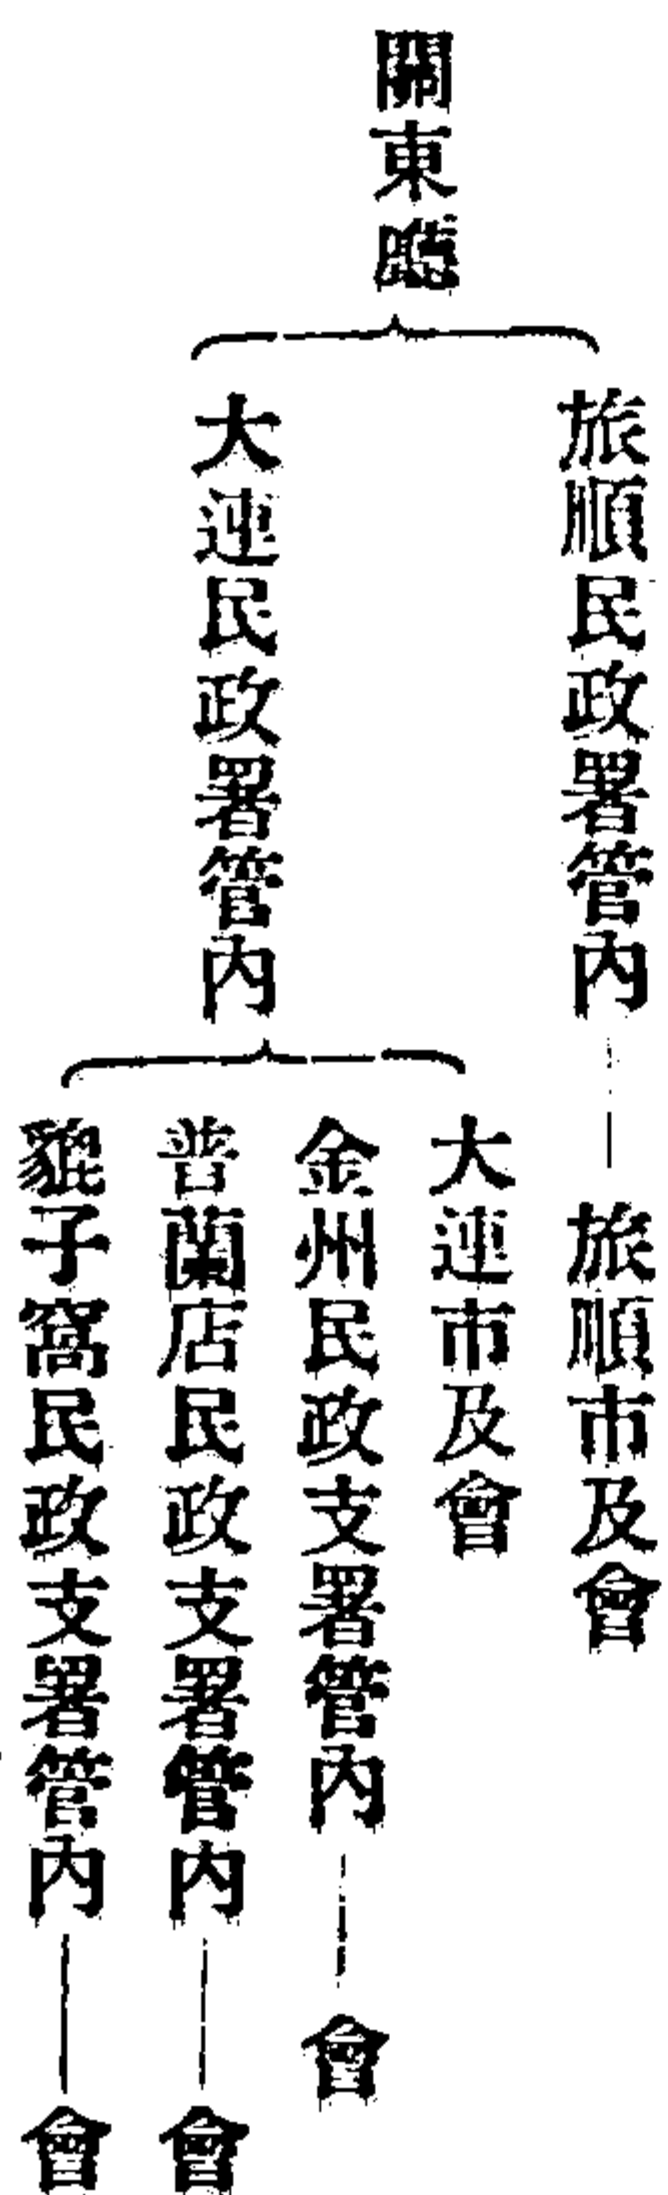 關東廳
旅順民政署管內
旅順市及會
大連民政署管內
大連市及會
金州民政支署管內
會
普蘭店民政支署管內
會
貔子窩民政支署管內
會